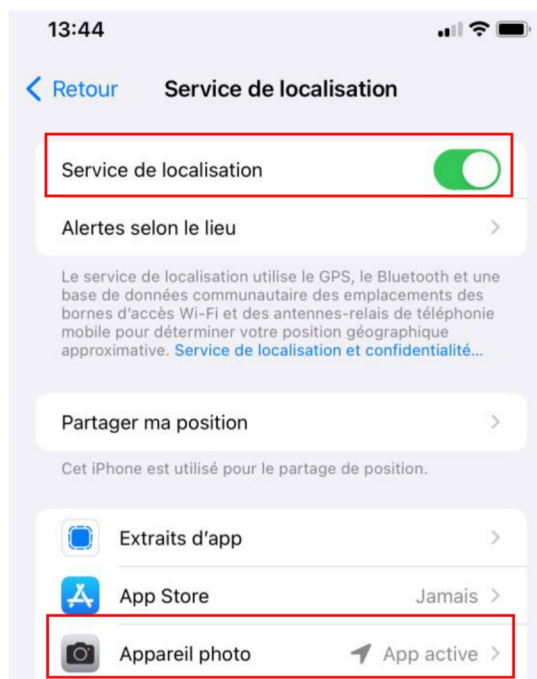 13:44
Retour Service de localisation
Service de localisation
Alertes selon le lieu
Le service de localisation utilise le GPS, le Bluetooth et une
base de données communautaire des emplacements des
bornes d’accès Wi-Fi et des antennes-relais de téléphonie
mobile pour déterminer votre position géographique
approximative. Service de localisation et confidentialité...
Partager ma position
Cet iPhone est utilisé pour le partage de position.
Extraits d’app
App Store Jamais
Appareil photo App active